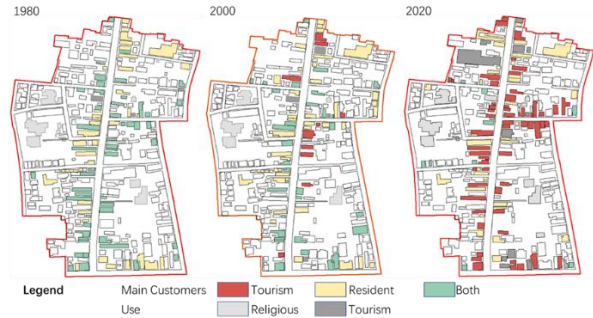 1980 2000 2020
Legend Main Customers Tourism Resident Both
Use Religious Tourism